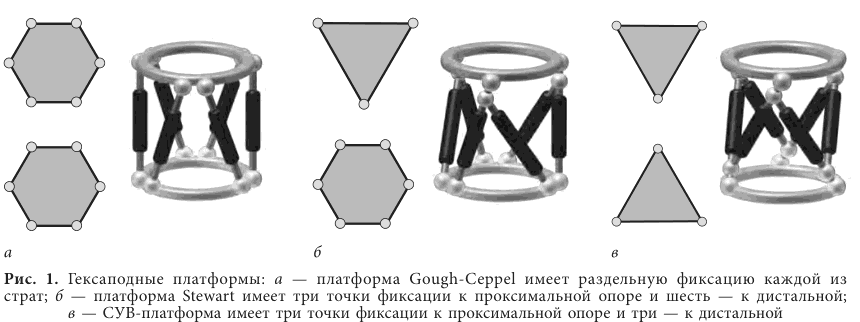 а
б
в
Рис. 1. Гексаподные платформы: а — платформа Gough-Ceppel имеет раздельную фиксацию каждой из
страт; б — платформа Stewart имеет три точки фиксации к проксимальной опоре и шесть — к дистальной;
в — СУВ-платформа имеет три точки фиксации к проксимальной опоре и три — к дистальной